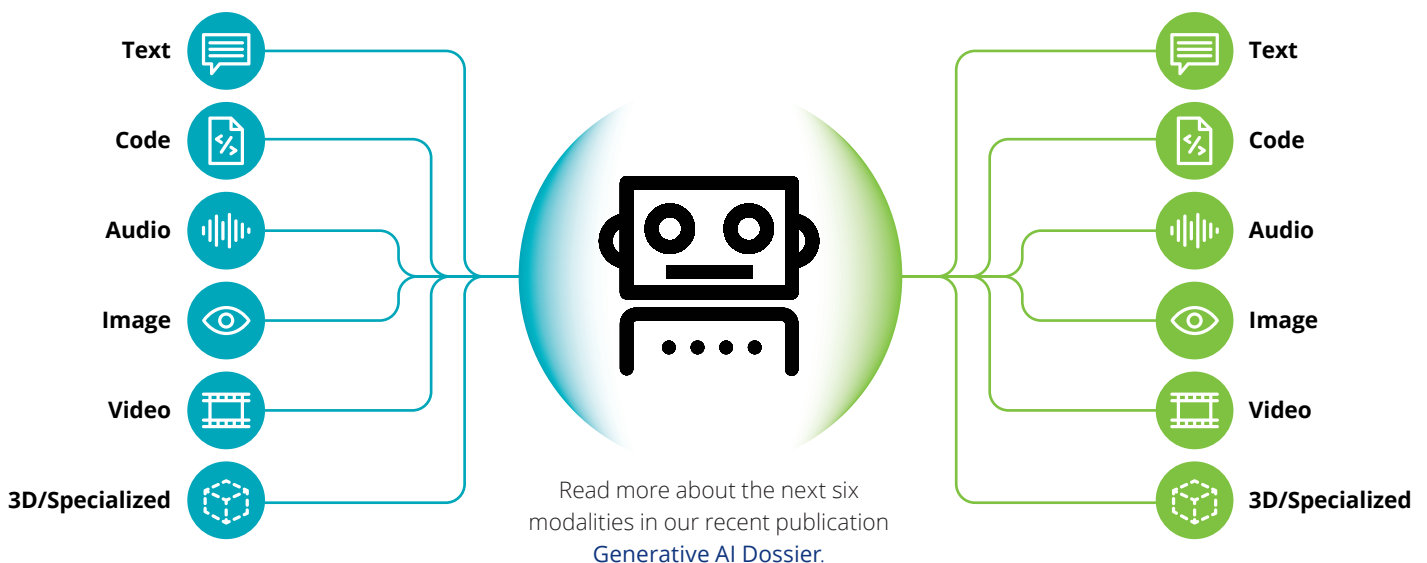 Text
Code
Audio
Image
Video
3D/Specialized
Read more about the next six
modalities in our recent publication
Generative AI Dossier.
Text
Code
Audio
Image
Video
3D/Specialized